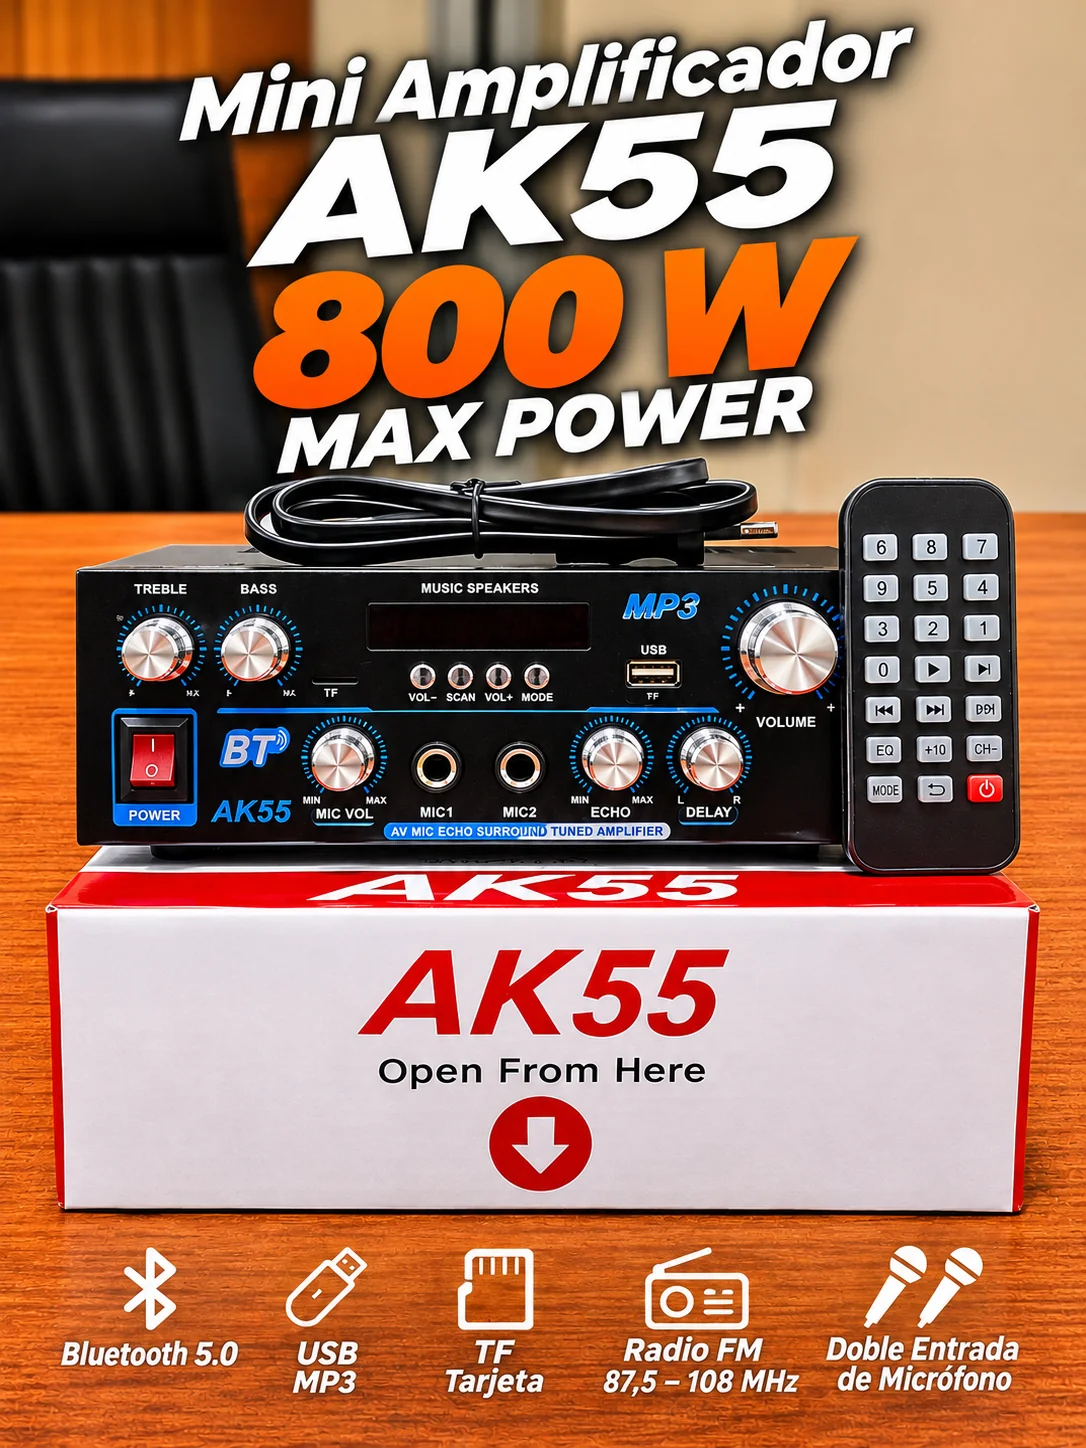 Mini Amplificador
AK55
800 W
MAX POWER
TREBLE
BASS
MUSIC SPEAKERS
MP3
USB
TF
VOL−
SCAN
VOL+
MODE
TF
+ VOLUME +
BT
AK55
POWER
MIN MAX
MIC VOL
MIC1
MIC2
MIN MAX
ECHO
L R
DELAY
AV MIC ECHO SURROUND TUNED AMPLIFIER
6 8 7
9 5 4
3 2 1
0
EQ +10 CH−
MODE
AK55
AK55
Open From Here
Bluetooth 5.0
USB
MP3
TF
Tarjeta
Radio FM
87,5 – 108 MHz
Doble Entrada
de Micrófono